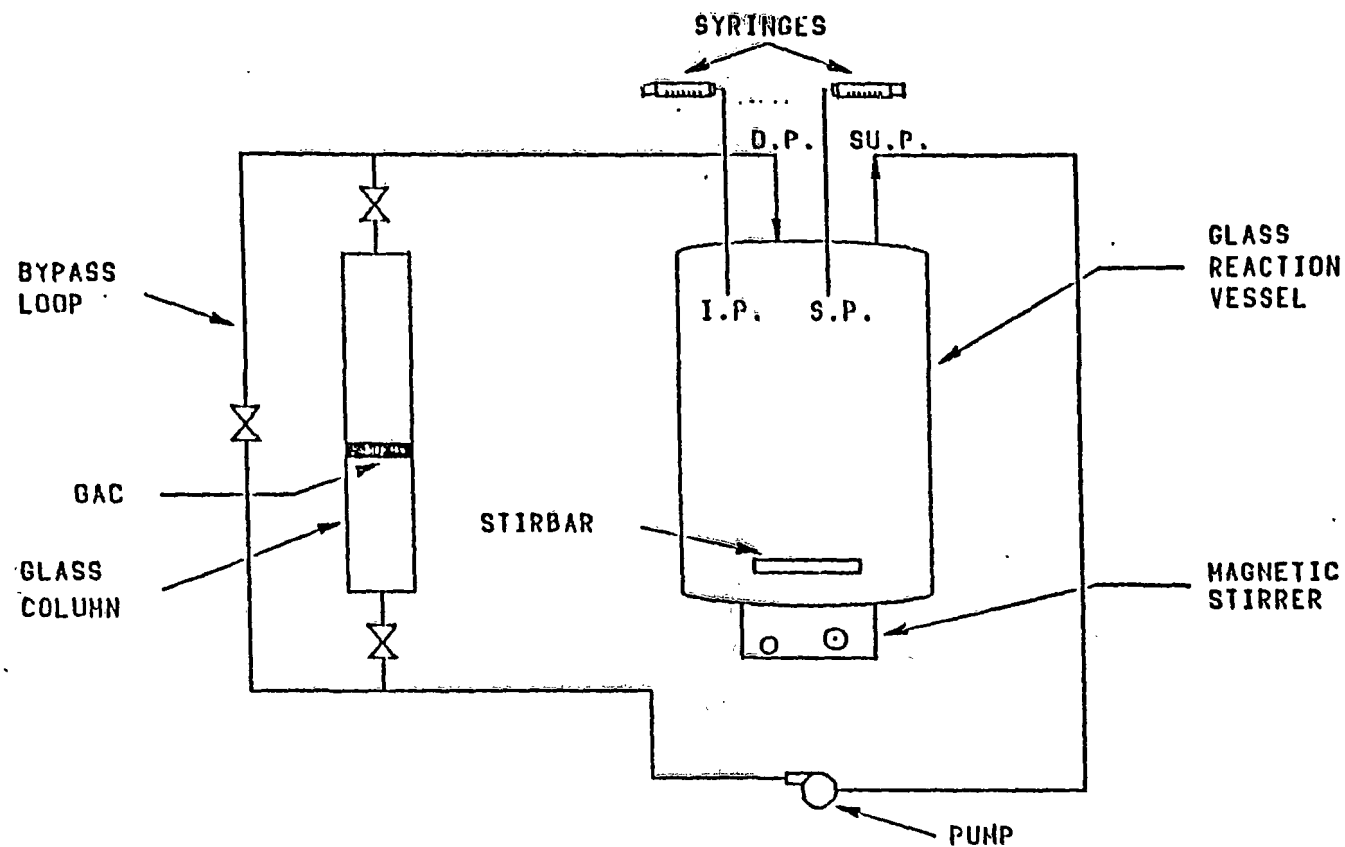 SYRINGES
D.P. SU.P.
GLASS
REACTION
VESSEL
BYPASS
LOOP
I.P. S.P.
STIRBAR
GAC
GLASS
COLUMN
MAGNETIC
STIRRER
PUMP